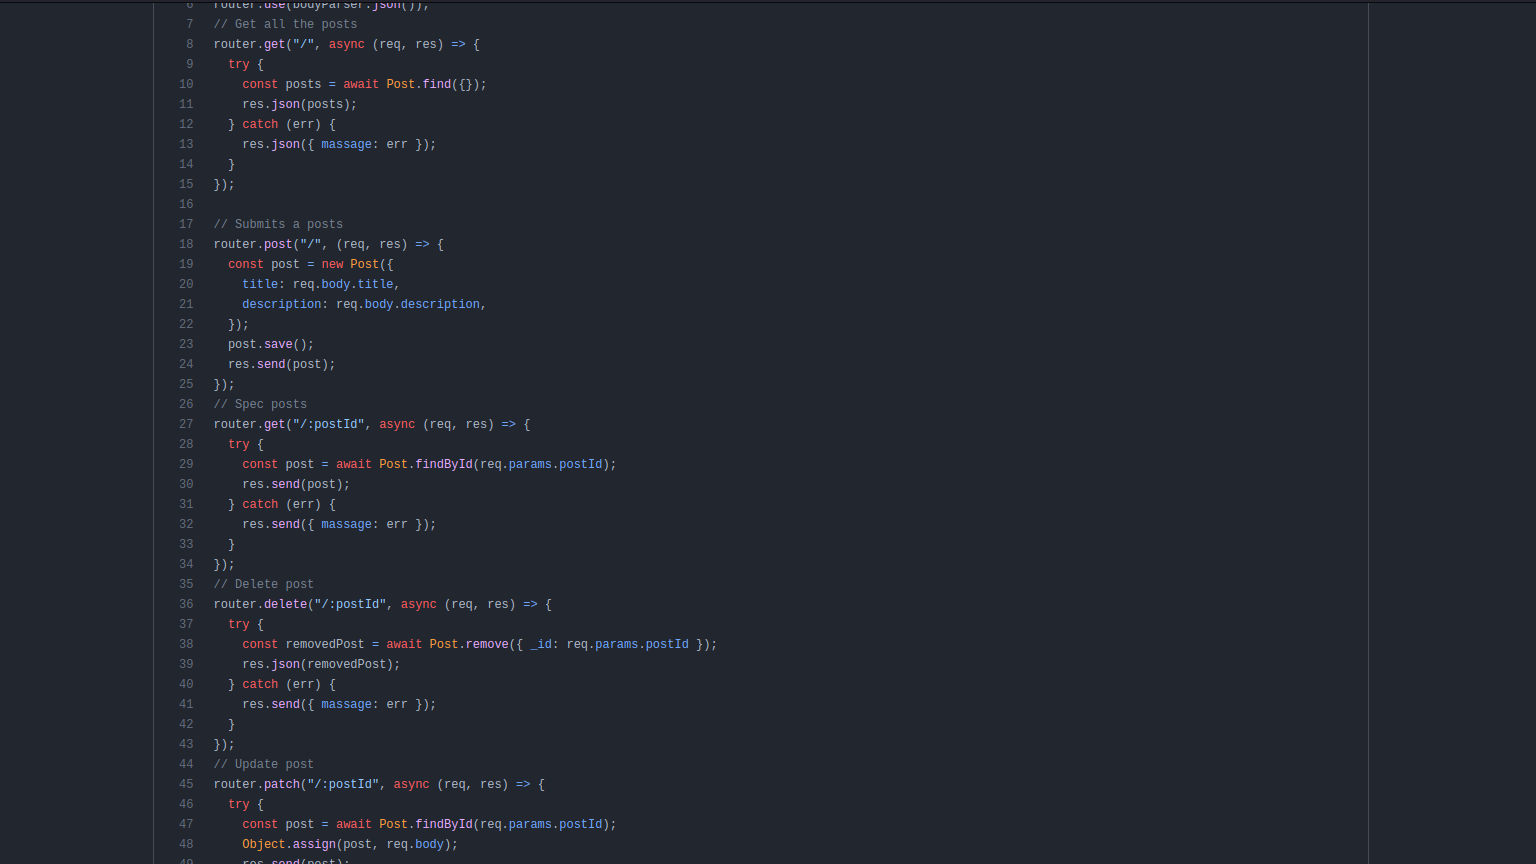 6 router.use(bodyParser.json());
7 // Get all the posts
8 router.get("/", async (req, res) => {
9 try {
10 const posts = await Post.find({});
11 res.json(posts);
12 } catch (err) {
13 res.json({ massage: err });
14 }
15 });
16
17 // Submits a posts
18 router.post("/", (req, res) => {
19 const post = new Post({
20 title: req.body.title,
21 description: req.body.description,
22 });
23 post.save();
24 res.send(post);
25 });
26 // Spec posts
27 router.get("/:postId", async (req, res) => {
28 try {
29 const post = await Post.findById(req.params.postId);
30 res.send(post);
31 } catch (err) {
32 res.send({ massage: err });
33 }
34 });
35 // Delete post
36 router.delete("/:postId", async (req, res) => {
37 try {
38 const removedPost = await Post.remove({ _id: req.params.postId });
39 res.json(removedPost);
40 } catch (err) {
41 res.send({ massage: err });
42 }
43 });
44 // Update post
45 router.patch("/:postId", async (req, res) => {
46 try {
47 const post = await Post.findById(req.params.postId);
48 Object.assign(post, req.body);
49 res.send(post);